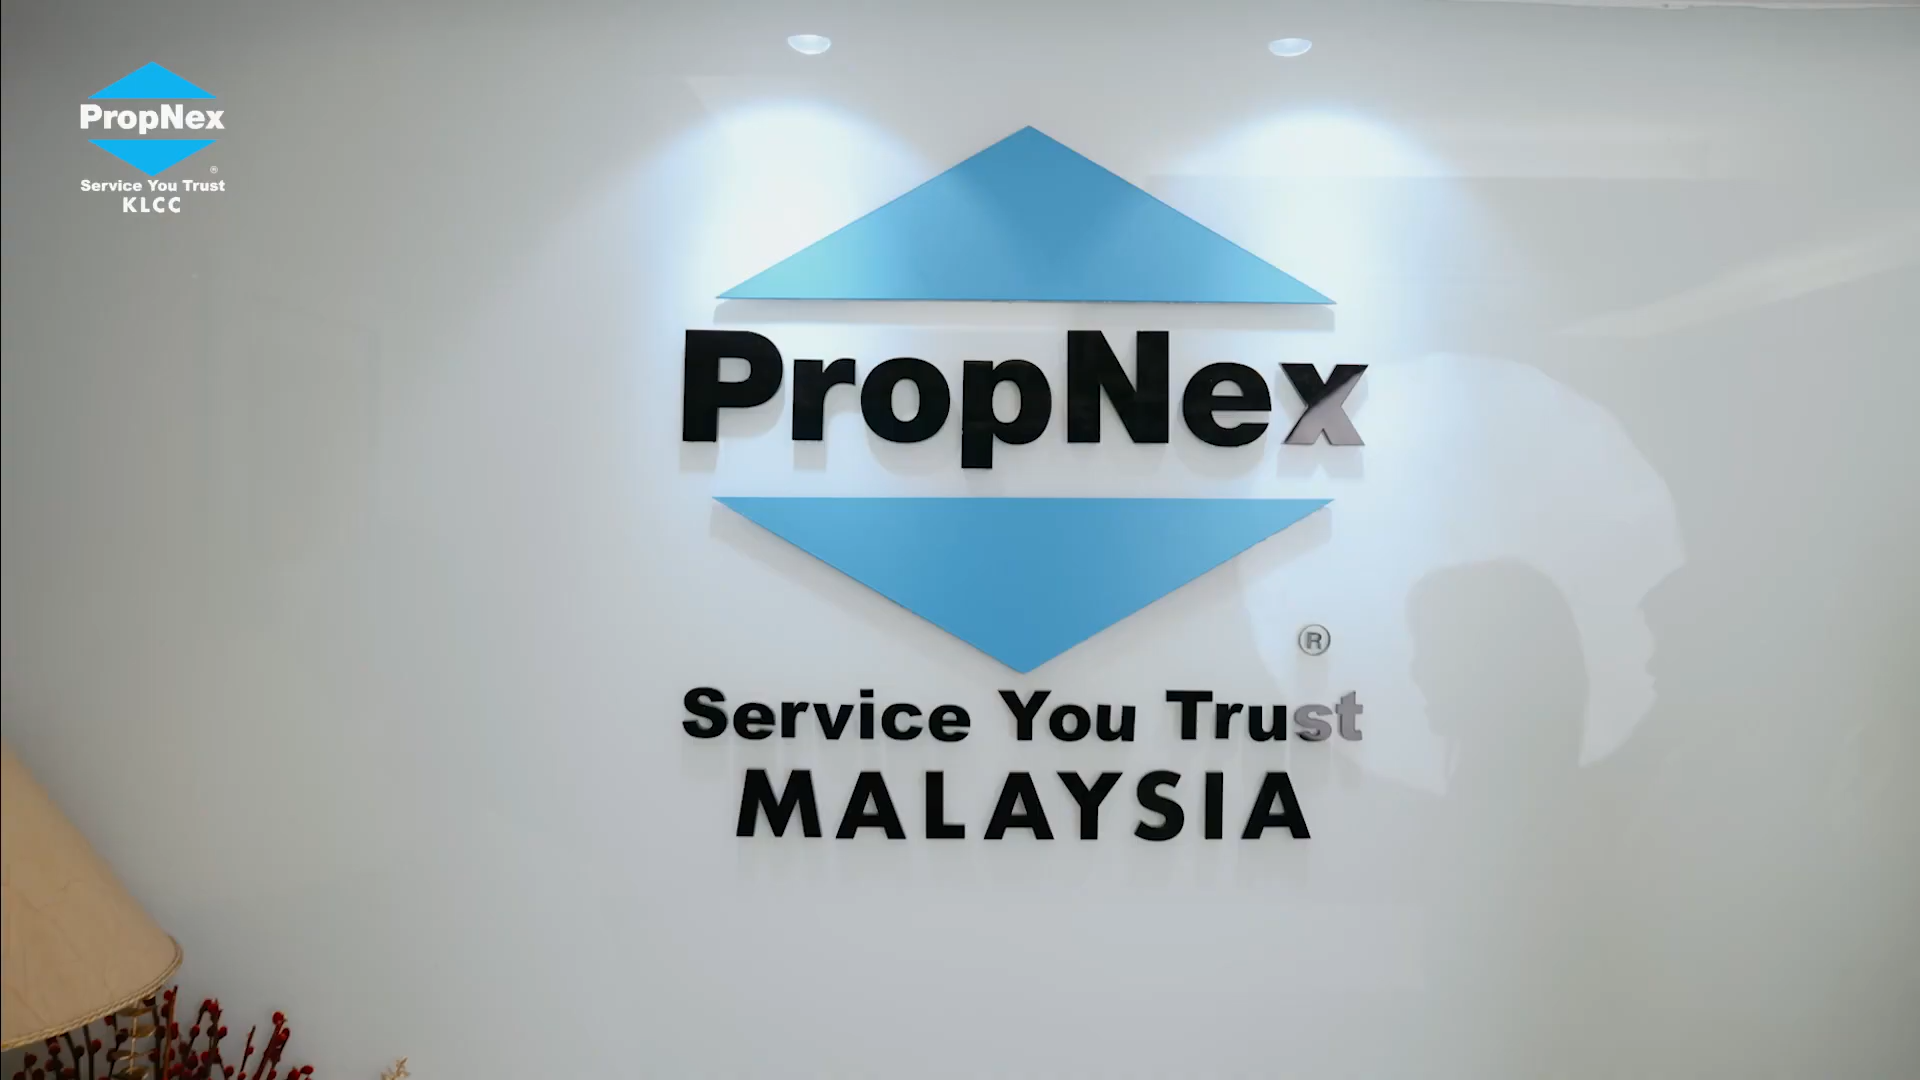 PropNex
®
Service You Trust
KLCC
PropNex
®
Service You Trust
MALAYSIA